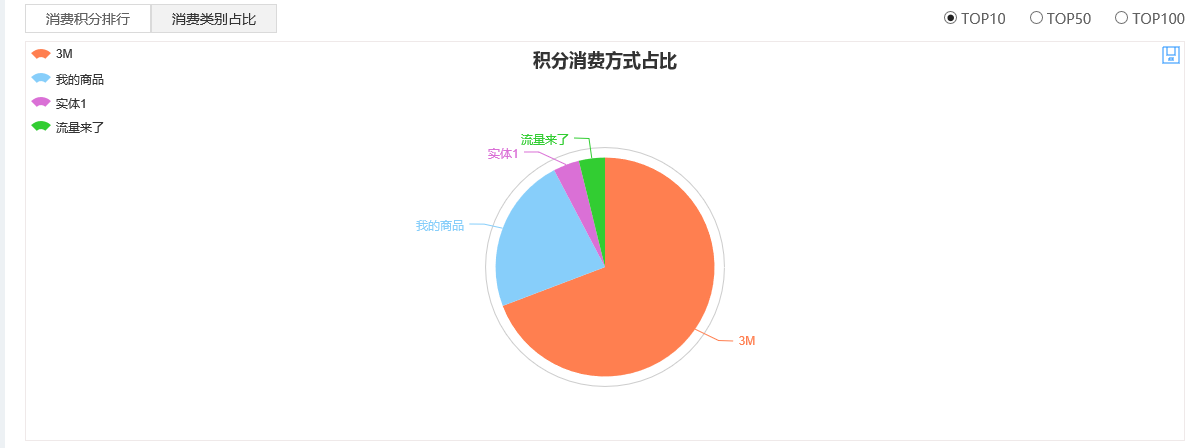 消费积分排行 消费类别占比 TOP10 TOP50 TOP100
3M
我的商品
实体1
流量来了
积分消费方式占比
流量来了
实体1
我的商品
3M